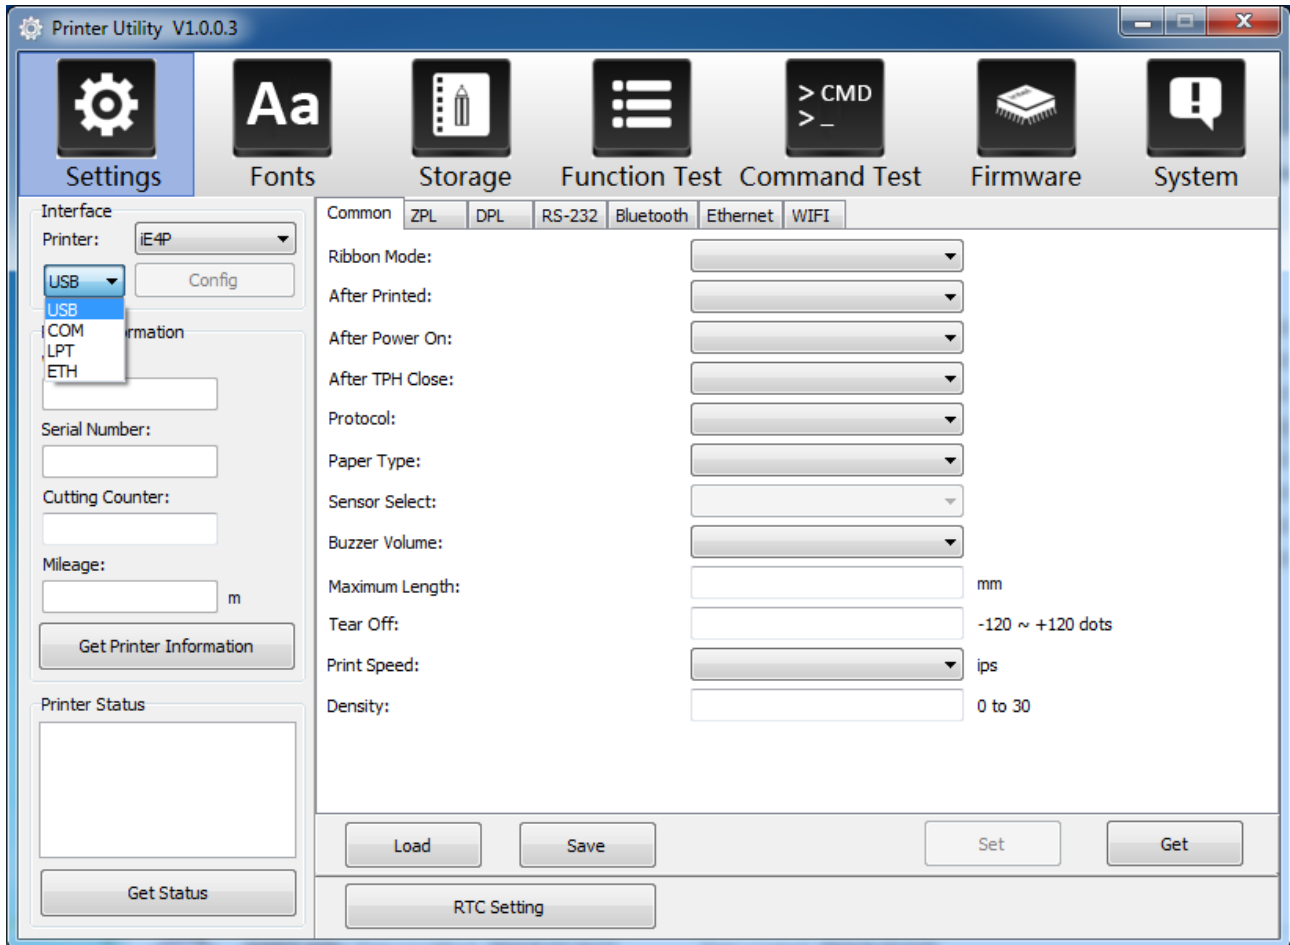 Printer Utility V1.0.0.3
> CMD
> _
Aa
Settings Fonts Storage Function Test Command Test Firmware System
Interface
Printer: iE4P
USB Config
USB
COM
LPT
ETH
rmation
Serial Number:
Cutting Counter:
Mileage:
m
Get Printer Information
Printer Status
Get Status
Common ZPL DPL RS-232 Bluetooth Ethernet WIFI
Ribbon Mode:
After Printed:
After Power On:
After TPH Close:
Protocol:
Paper Type:
Sensor Select:
Buzzer Volume:
Maximum Length: mm
Tear Off: -120 ~ +120 dots
Print Speed: ips
Density: 0 to 30
Load Save Set Get
RTC Setting